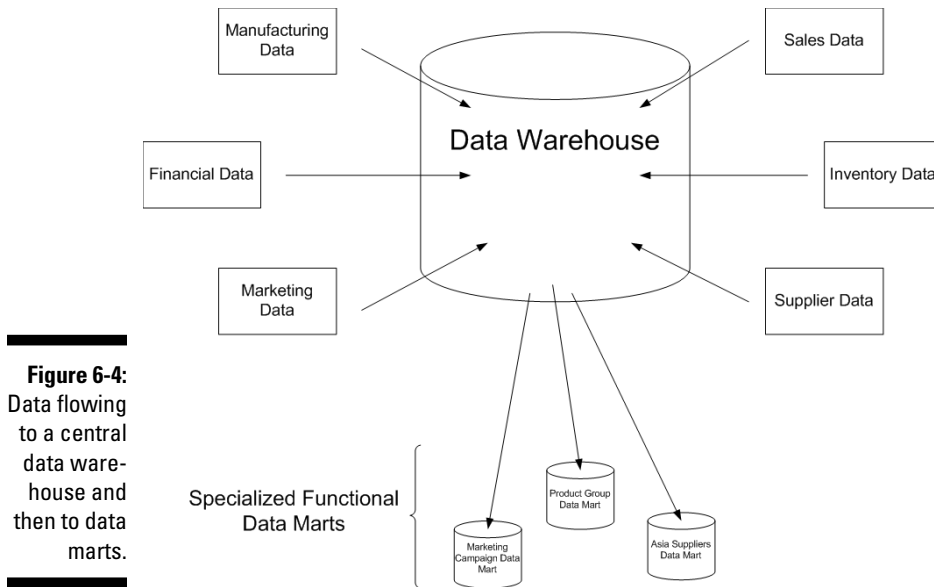 Manufacturing
Data
Sales Data
Data Warehouse
Financial Data
Inventory Data
Marketing
Data
Supplier Data
Figure 6-4:
Data flowing
to a central
data ware-
house and
then to data
marts.
Specialized Functional
Data Marts
Product Group
Data Mart
Marketing
Campaign Data
Mart
Asia Suppliers
Data Mart